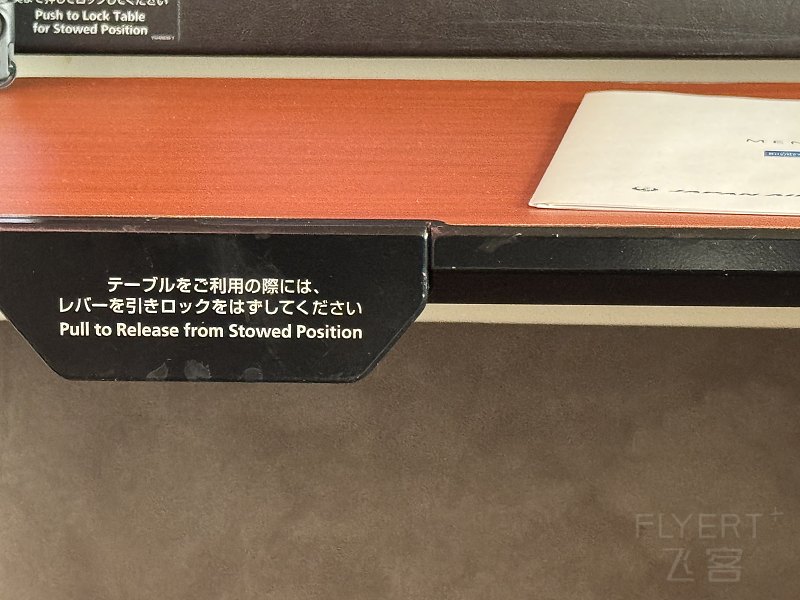 Push to Lock Table
for Stowed Position
JAPAN AIR
テーブルをご利用の際には、
レバーを引きロックをはずしてください
Pull to Release from Stowed Position
FLYERT+
飞客